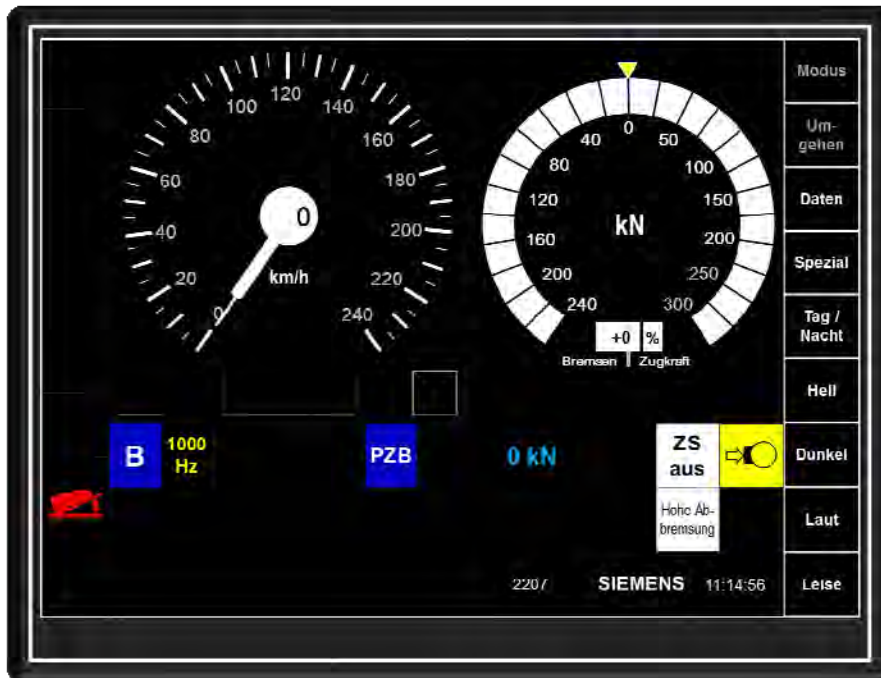 0
20
40
60
80
100
120
140
160
180
200
220
240
0
km/h
0
40
80
120
160
200
240
50
100
150
200
250
300
kN
+0 %
Bremsen Zugkraft
B
1000
Hz
PZB
0 kN
ZS
aus
Hohe Ab-
bremsung
2207
SIEMENS
11:14:56
Modus
Um-
gehen
Daten
Spezial
Tag /
Nacht
Hell
Dunkel
Laut
Leise